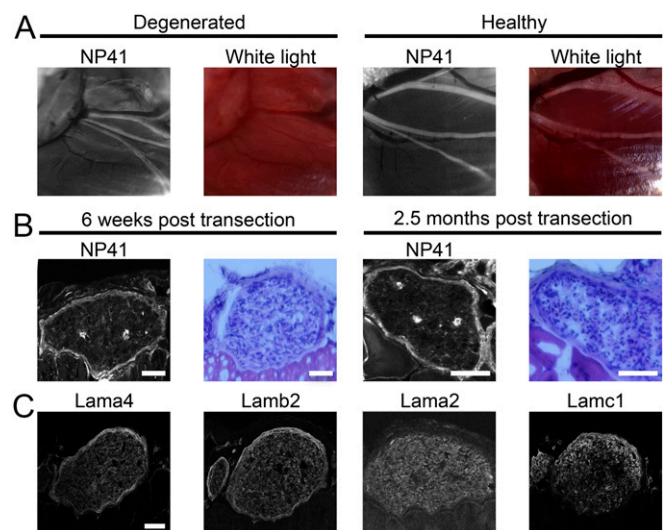 A
Degenerated
Healthy
NP41
White light
NP41
White light
6 weeks post transection
2.5 months post transection
B
NP41
NP41
C
Lama4
Lamb2
Lama2
Lamc1